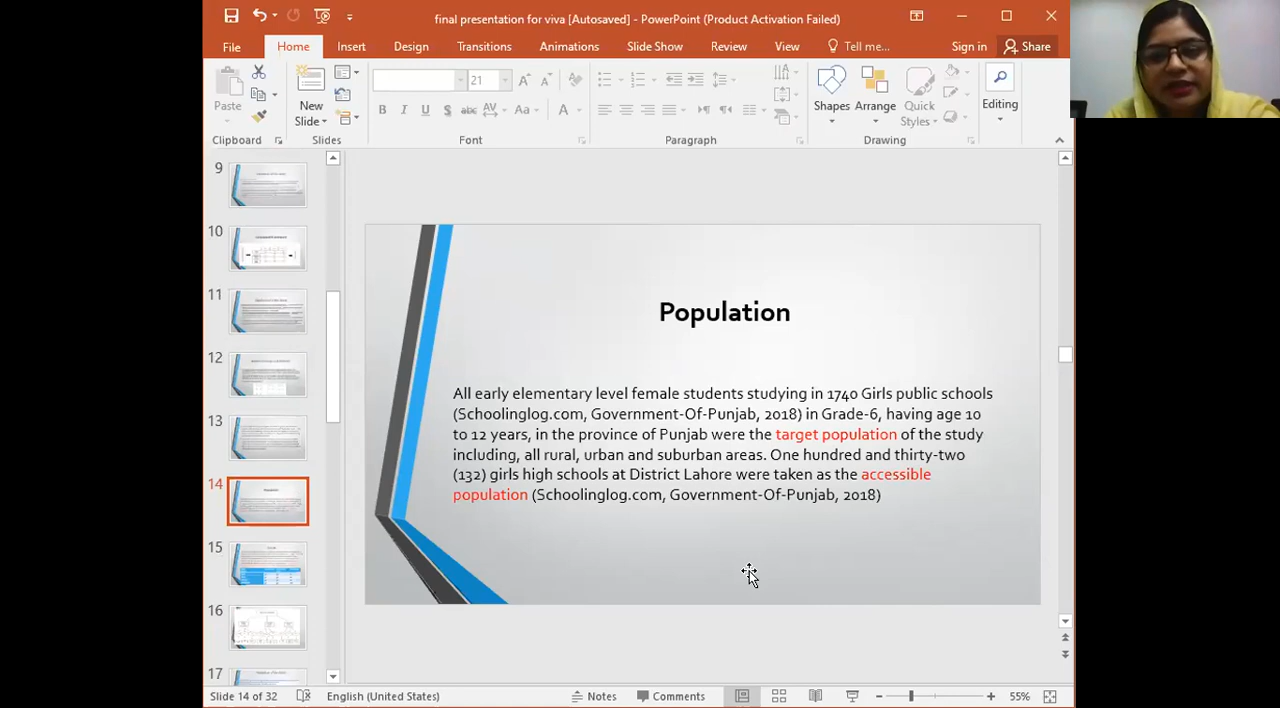 final presentation for viva [Autosaved] - PowerPoint (Product Activation Failed)
File Home Insert Design Transitions Animations Slide Show Review View Tell me... Sign in Share
Paste
New
Slide
21
B I U S abc AV Aa A
Shapes Arrange Quick
Styles
Editing
Clipboard Slides Font Paragraph Drawing
9
10
11
12
13
14
15
16
17
Population
All early elementary level female students studying in 1740 Girls public schools
(Schoolinglog.com, Government-Of-Punjab, 2018) in Grade-6, having age 10
to 12 years, in the province of Punjab were the target population of the study
including, all rural, urban and suburban areas. One hundred and thirty-two
(132) girls high schools at District Lahore were taken as the accessible
population (Schoolinglog.com, Government-Of-Punjab, 2018)
Slide 14 of 32 English (United States) Notes Comments 55%